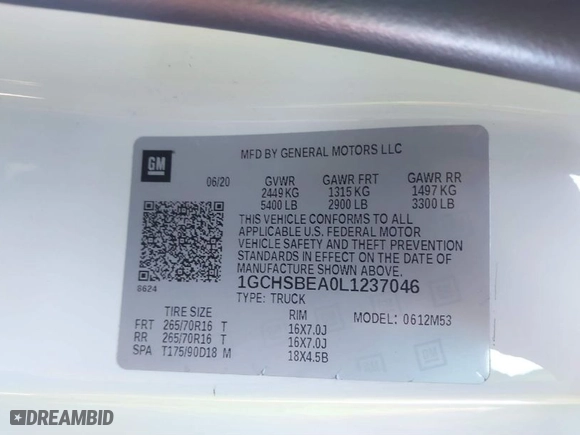 GM
MFD BY GENERAL MOTORS LLC
06/20 GVWR GAWR FRT GAWR RR
2449 KG 1315 KG 1497 KG
5400 LB 2900 LB 3300 LB
THIS VEHICLE CONFORMS TO ALL
APPLICABLE U.S. FEDERAL MOTOR
VEHICLE SAFETY AND THEFT PREVENTION
STANDARDS IN EFFECT ON THE DATE OF
MANUFACTURE SHOWN ABOVE.
8624
1GCHSBEA0L1237046
TYPE: TRUCK
TIRE SIZE RIM MODEL: 0612M53
FRT 265/70R16 T 16X7.0J
RR 265/70R16 T 16X7.0J
SPA T175/90D18 M 18X4.5B
DREAMBID